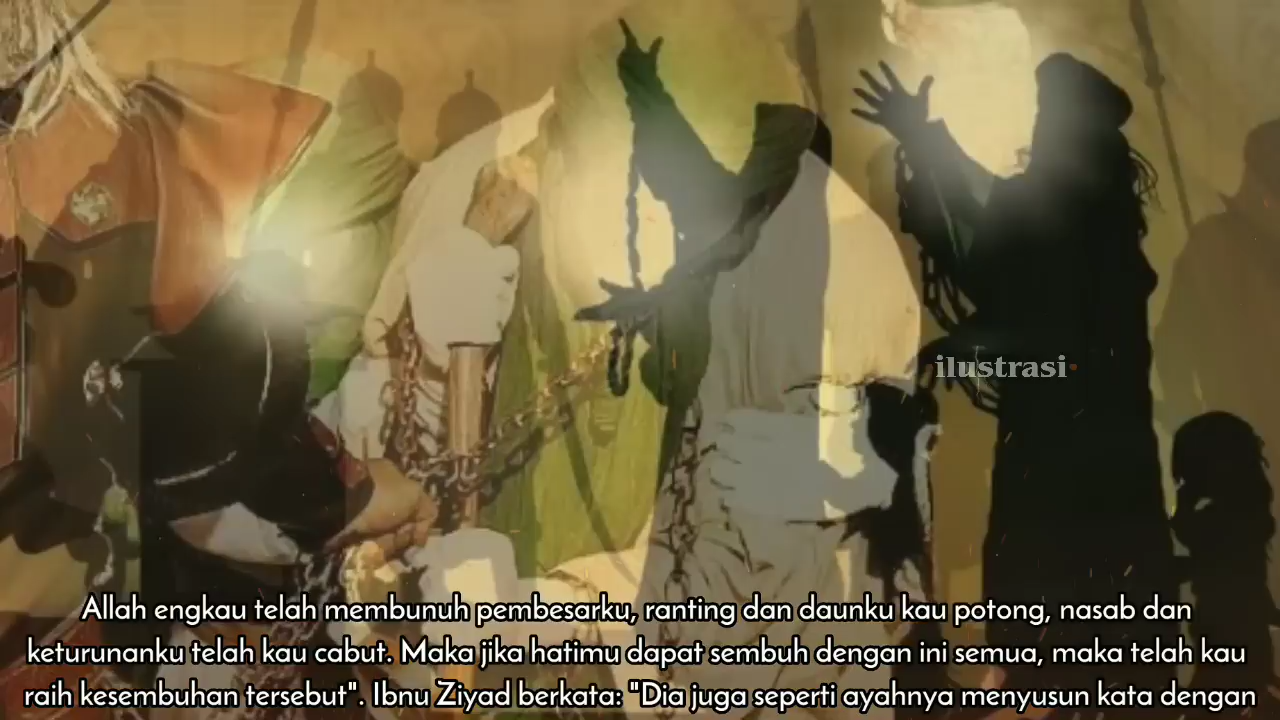 ilustrasi
Allah engkau telah membunuh pembesarku, ranting dan daunku kau potong, nasab dan
keturunanku telah kau cabut. Maka jika hatimu dapat sembuh dengan ini semua, maka telah kau
raih kesembuhan tersebut". Ibnu Ziyad berkata: "Dia juga seperti ayahnya menyusun kata dengan